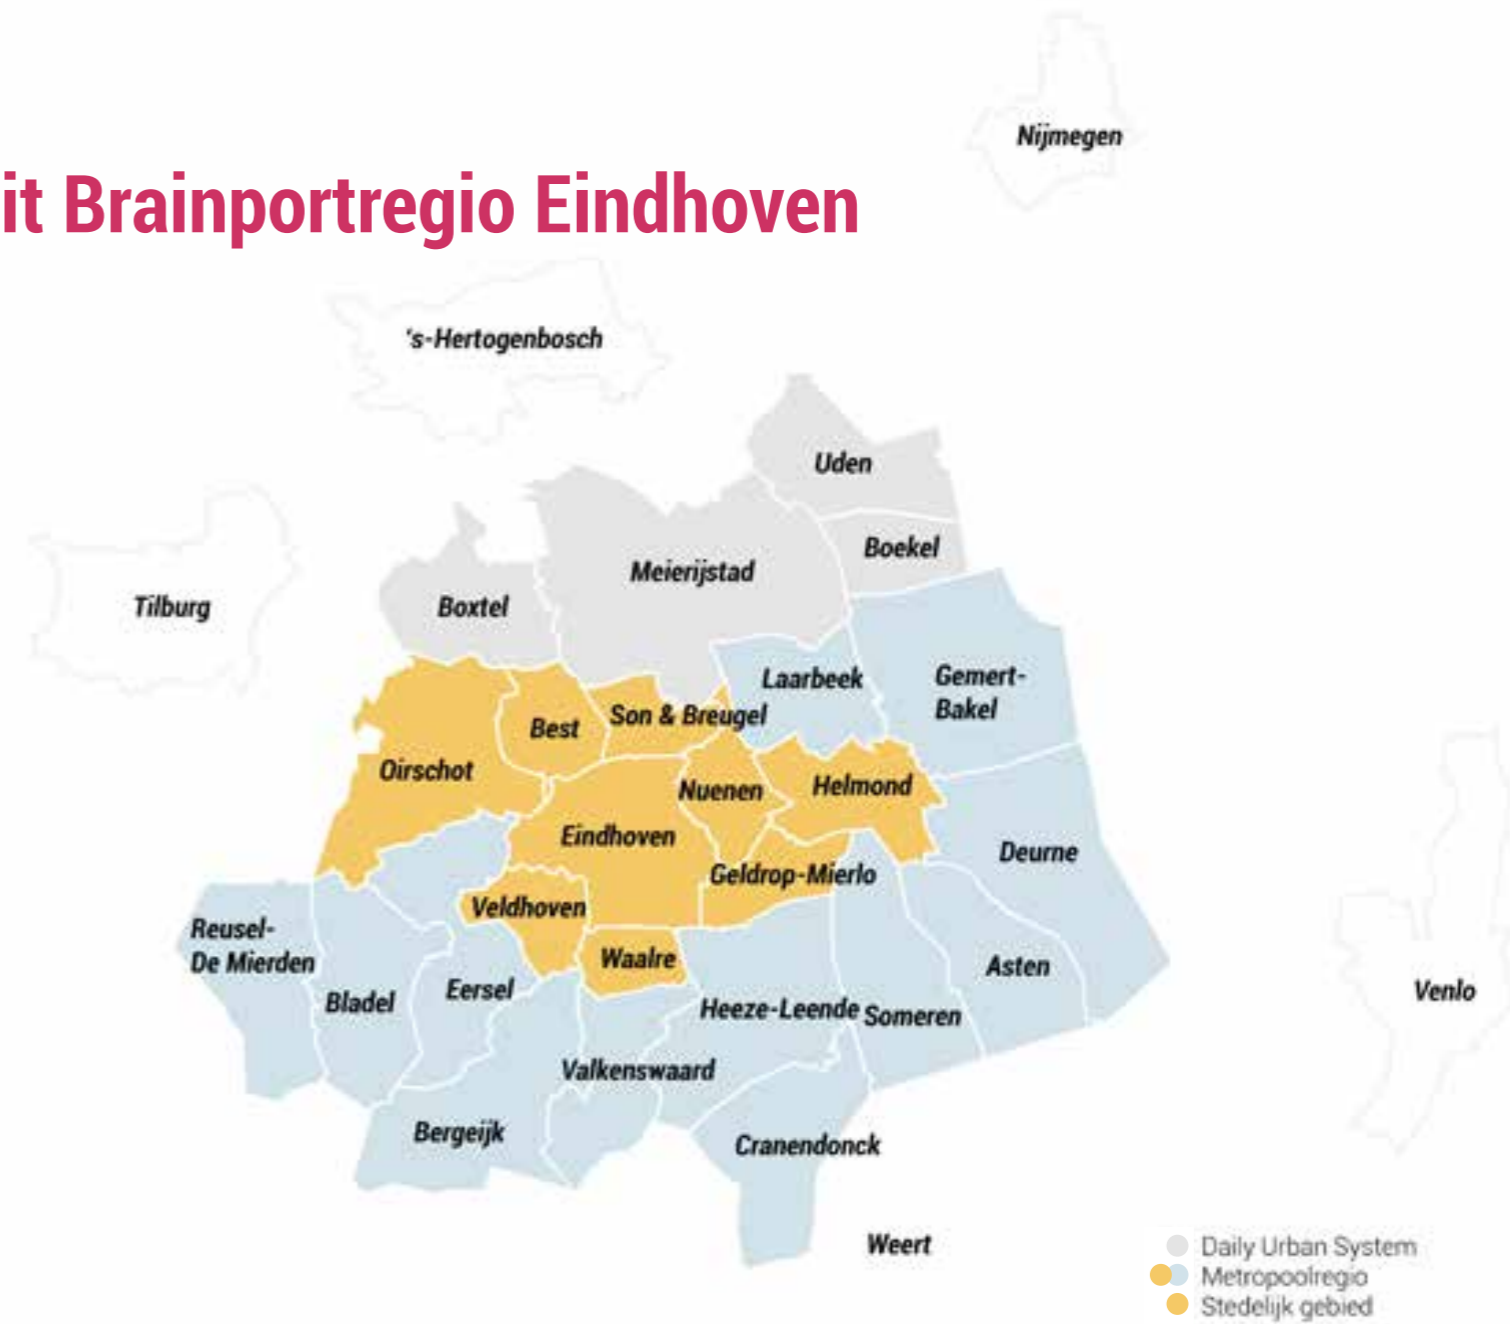 Nijmegen
it Brainportregio Eindhoven
's-Hertogenbosch
Uden
Boekel
Meierijstad
Tilburg
Boxtel
Laarbeek
Gemert-
Bakel
Son & Breugel
Best
Oirschot
Nuenen
Helmond
Eindhoven
Deurne
Geldrop-Mierlo
Veldhoven
Reusel-
De Mierden
Waalre
Asten
Eersel
Venlo
Bladel
Heeze-Leende
Someren
Valkenswaard
Bergeijk
Cranendonck
Weert
Daily Urban System
Metropoolregio
Stedelijk gebied